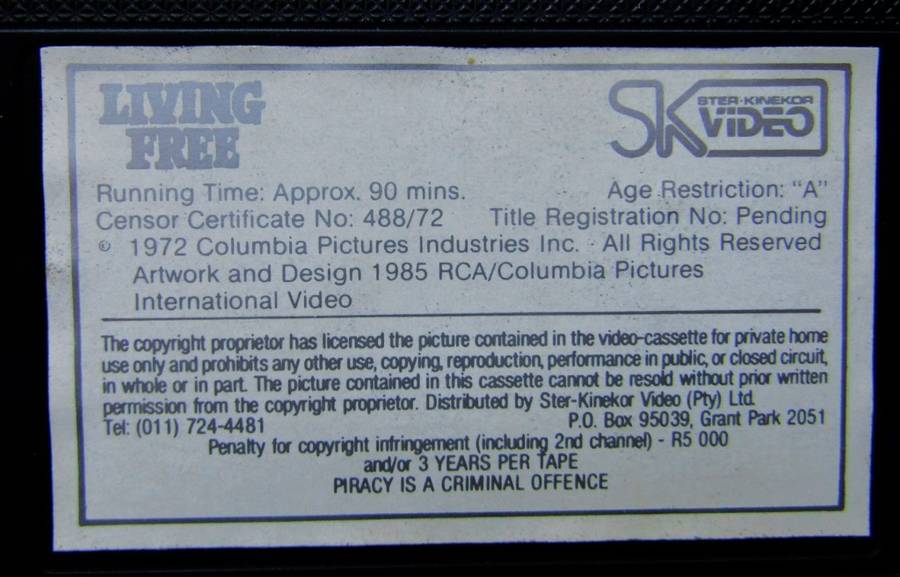 LIVING
FREE
SK STER-KINEKOR
VIDEO
Running Time: Approx. 90 mins. Age Restriction: "A"
Censor Certificate No: 488/72 Title Registration No: Pending
© 1972 Columbia Pictures Industries Inc. · All Rights Reserved
Artwork and Design 1985 RCA/Columbia Pictures
International Video
The copyright proprietor has licensed the picture contained in the video-cassette for private home
use only and prohibits any other use, copying, reproduction, performance in public, or closed circuit,
in whole or in part. The picture contained in this cassette cannot be resold without prior written
permission from the copyright proprietor. Distributed by Ster-Kinekor Video (Pty) Ltd.
Tel: (011) 724-4481 P.O. Box 95039, Grant Park 2051
Penalty for copyright infringement (including 2nd channel) - R5 000
and/or 3 YEARS PER TAPE
PIRACY IS A CRIMINAL OFFENCE